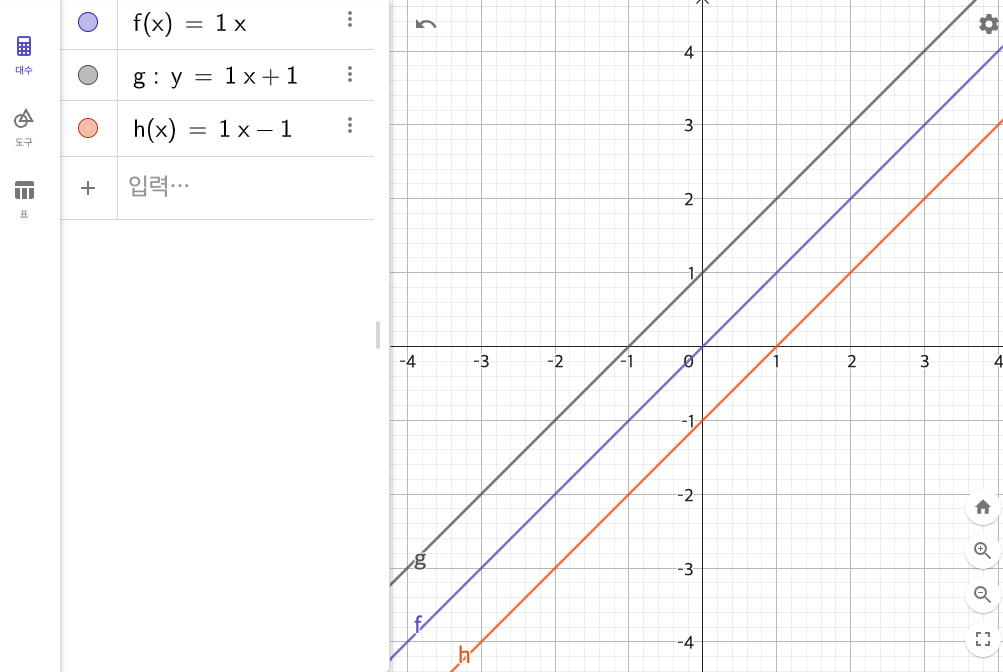 대수
도구
표
f(x) = 1 x
g : y = 1 x + 1
h(x) = 1 x − 1
+ 입력…
4
3
2
1
-4 -3 -2 -1 0 1 2 3 4
-1
-2
-3
-4
g
f
h